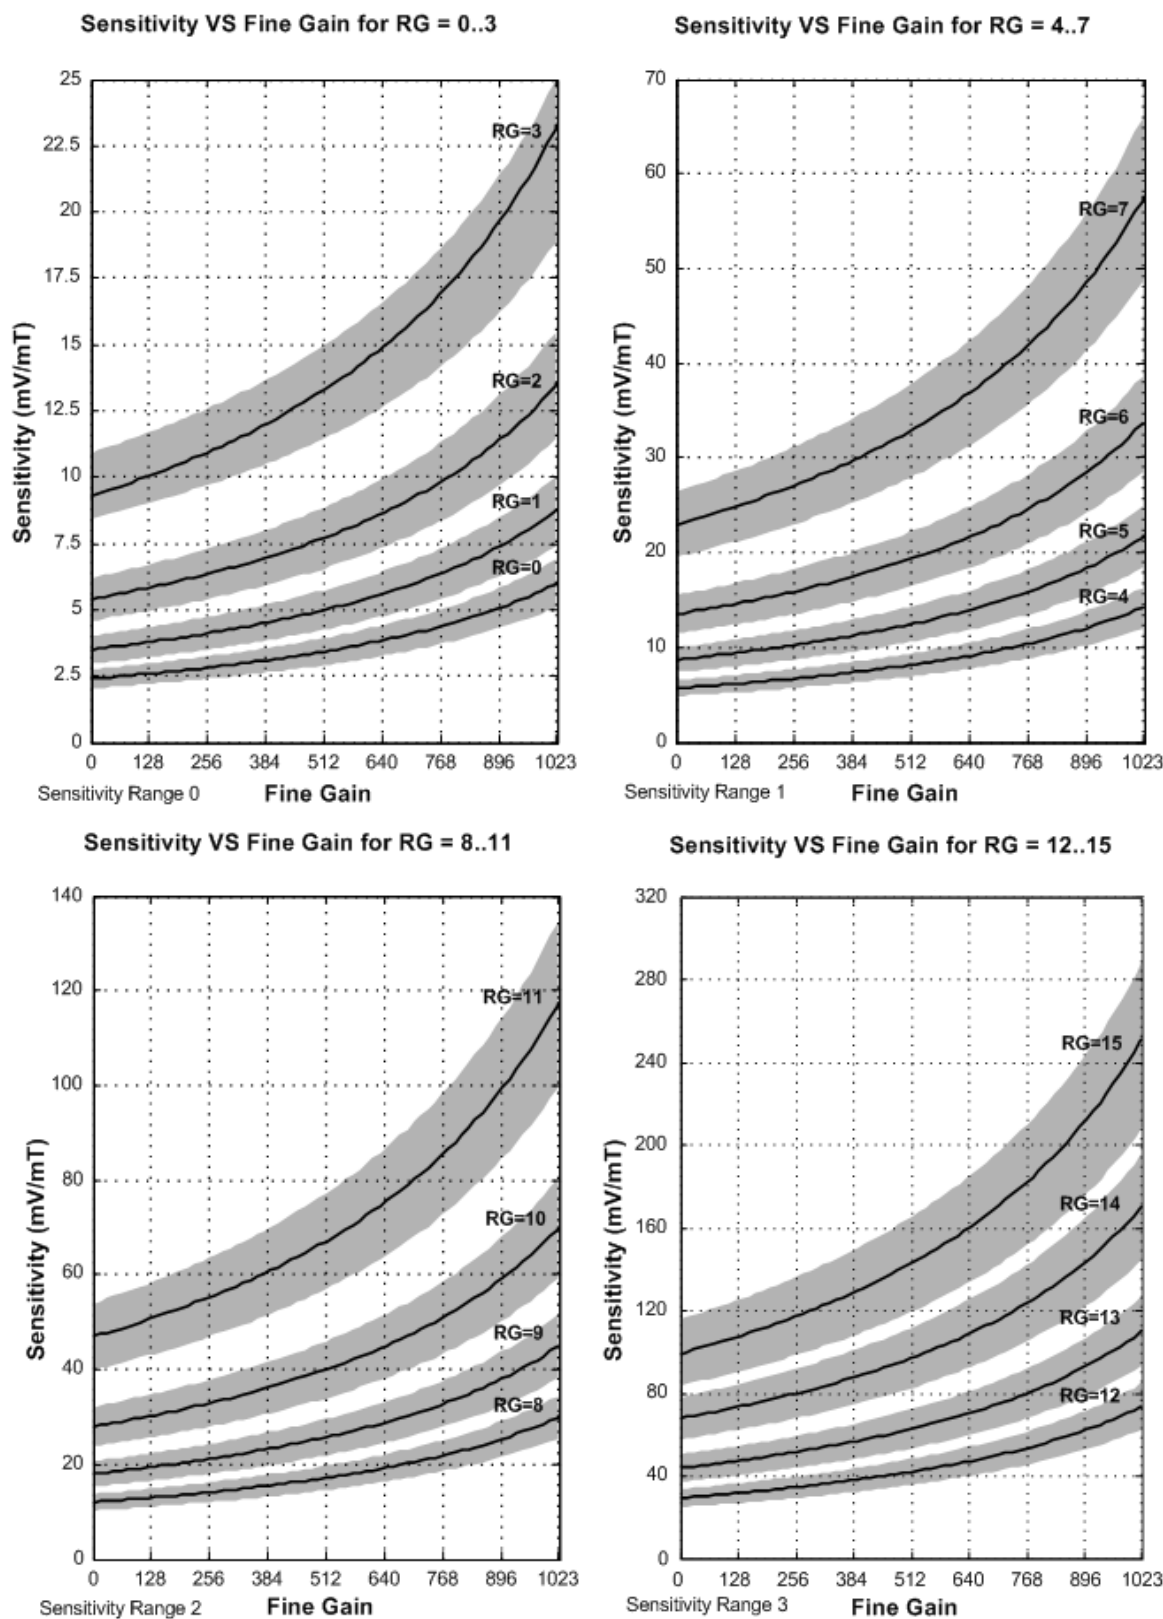 Sensitivity VS Fine Gain for RG = 0..3
25
22.5
20
17.5
15
12.5
10
7.5
5
2.5
0
Sensitivity (mV/mT)
RG=3
RG=2
RG=1
RG=0
0 128 256 384 512 640 768 896 1023
Sensitivity Range 0 Fine Gain
Sensitivity VS Fine Gain for RG = 4..7
70
60
50
40
30
20
10
0
Sensitivity (mV/mT)
RG=7
RG=6
RG=5
RG=4
0 128 256 384 512 640 768 896 1023
Sensitivity Range 1 Fine Gain
Sensitivity VS Fine Gain for RG = 8..11
140
120
100
80
60
40
20
0
Sensitivity (mV/mT)
RG=11
RG=10
RG=9
RG=8
0 128 256 384 512 640 768 896 1023
Sensitivity Range 2 Fine Gain
Sensitivity VS Fine Gain for RG = 12..15
320
280
240
200
160
120
80
40
0
Sensitivity (mV/mT)
RG=15
RG=14
RG=13
RG=12
0 128 256 384 512 640 768 896 1023
Sensitivity Range 3 Fine Gain